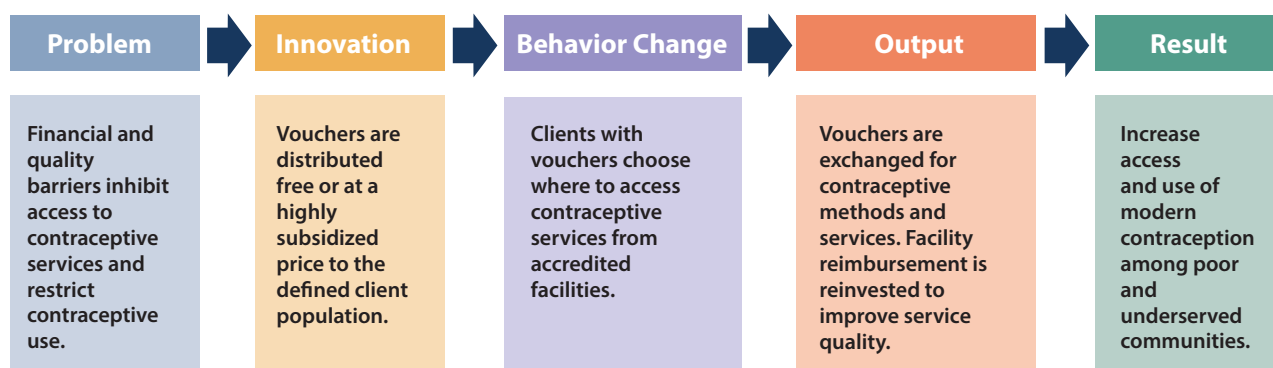 Problem
Innovation
Behavior Change
Output
Result
Financial and
quality
barriers inhibit
access to
contraceptive
services and
restrict
contraceptive
use.
Vouchers are
distributed
free or at a
highly
subsidized
price to the
defined client
population.
Clients with
vouchers choose
where to access
contraceptive
services from
accredited
facilities.
Vouchers are
exchanged for
contraceptive
methods and
services. Facility
reimbursement is
reinvested to
improve service
quality.
Increase
access
and use of
modern
contraception
among poor
and
underserved
communities.